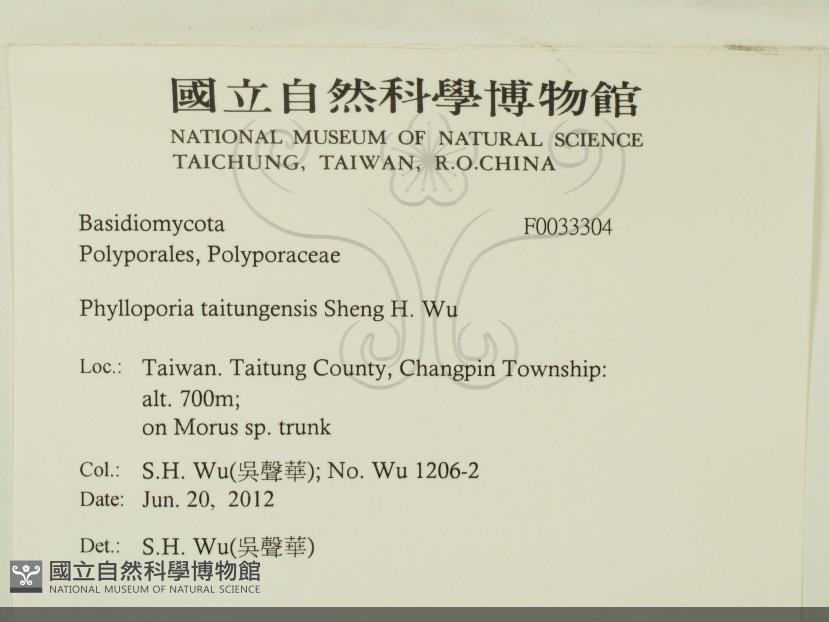 國立自然科學博物館
NATIONAL MUSEUM OF NATURAL SCIENCE
TAICHUNG, TAIWAN, R.O.CHINA
Basidiomycota F0033304
Polyporales, Polyporaceae
Phylloporia taitungensis Sheng H. Wu
Loc.: Taiwan. Taitung County, Changpin Township:
alt. 700m;
on Morus sp. trunk
Col.: S.H. Wu(吳聲華); No. Wu 1206-2
Date: Jun. 20, 2012
Det.: S.H. Wu(吳聲華)
國立自然科學博物館
NATIONAL MUSEUM OF NATURAL SCIENCE